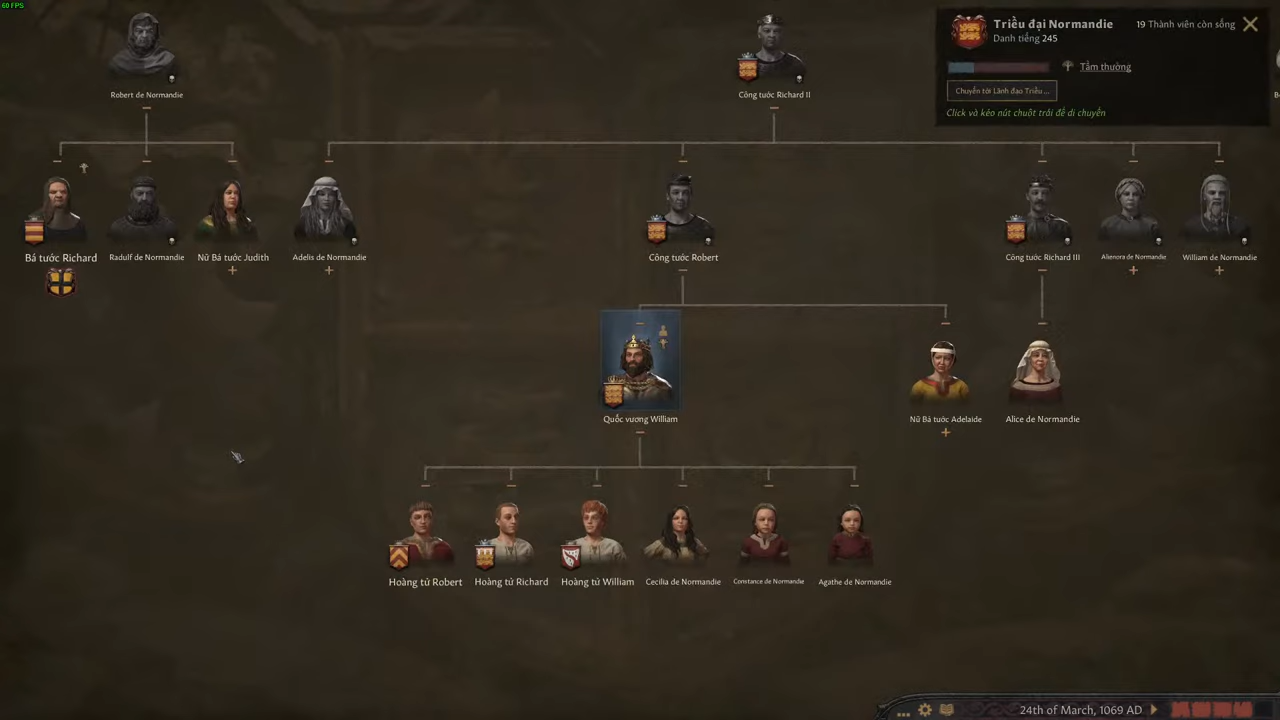 60 FPS
Triều đại Normandie
19 Thành viên còn sống
Danh tiếng 245
Tầm thường
Chuyển tới Lãnh đạo Triều ...
Click và kéo nút chuột trái để di chuyển
Robert de Normandie
Công tước Richard II
Bá tước Richard
Radulf de Normandie
Nữ Bá tước Judith
Adelis de Normandie
Công tước Robert
Công tước Richard III
Alienora de Normandie
William de Normandie
Quốc vương William
Nữ Bá tước Adelaide
Alice de Normandie
Hoàng tử Robert
Hoàng tử Richard
Hoàng tử William
Cecilia de Normandie
Constance de Normandie
Agathe de Normandie
24th of March, 1069 AD